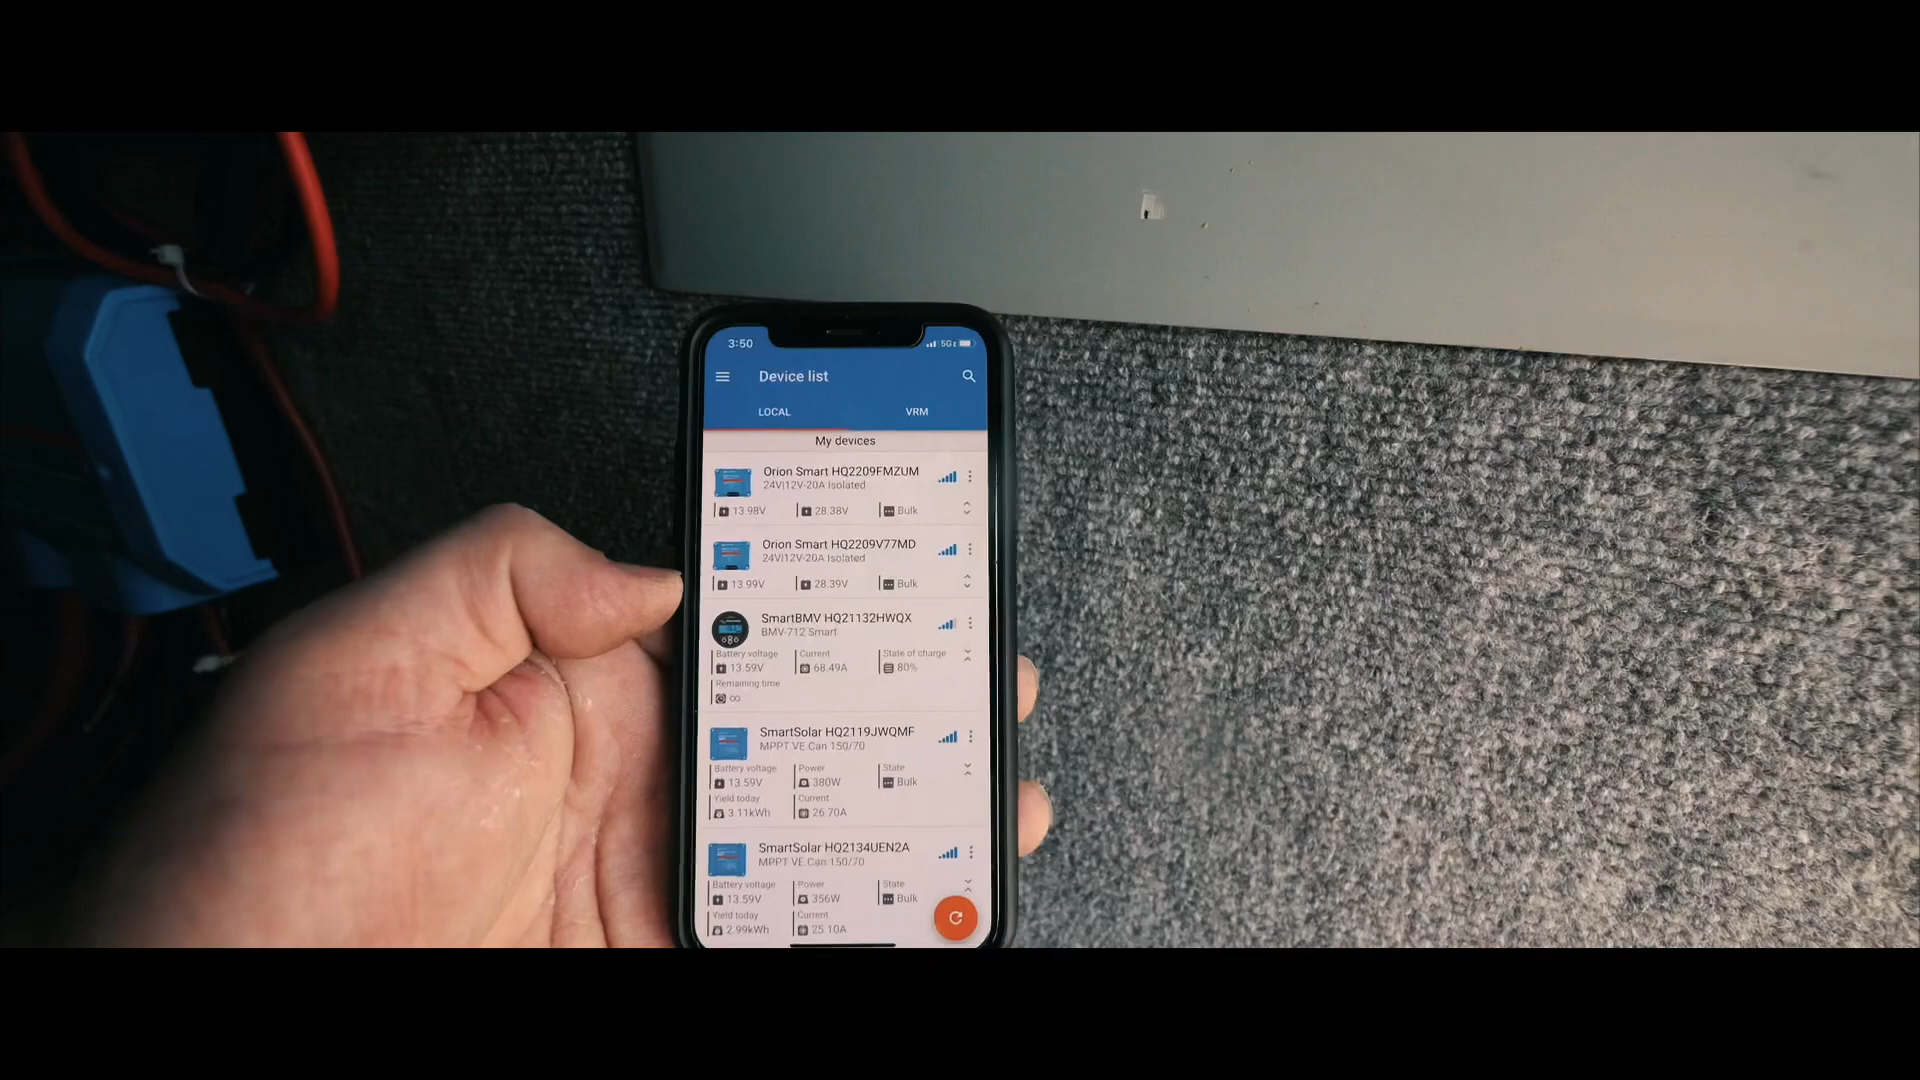 3:50
5G
Device list
LOCAL VRM
My devices
Orion Smart HQ2209FMZUM
24V|12V-20A Isolated
13.98V 28.38V Bulk
Orion Smart HQ2209V77MD
24V|12V-20A Isolated
13.99V 28.39V Bulk
SmartBMV HQ21132HWQX
BMV-712 Smart
Battery voltage Current State of charge
13.59V 68.49A 80%
Remaining time
∞
SmartSolar HQ2119JWQMF
MPPT VE.Can 150/70
Battery voltage Power State
13.59V 380W Bulk
Yield today Current
3.11kWh 26.70A
SmartSolar HQ2134UEN2A
MPPT VE.Can 150/70
Battery voltage Power State
13.59V 356W Bulk
Yield today Current
2.99kWh 25.10A